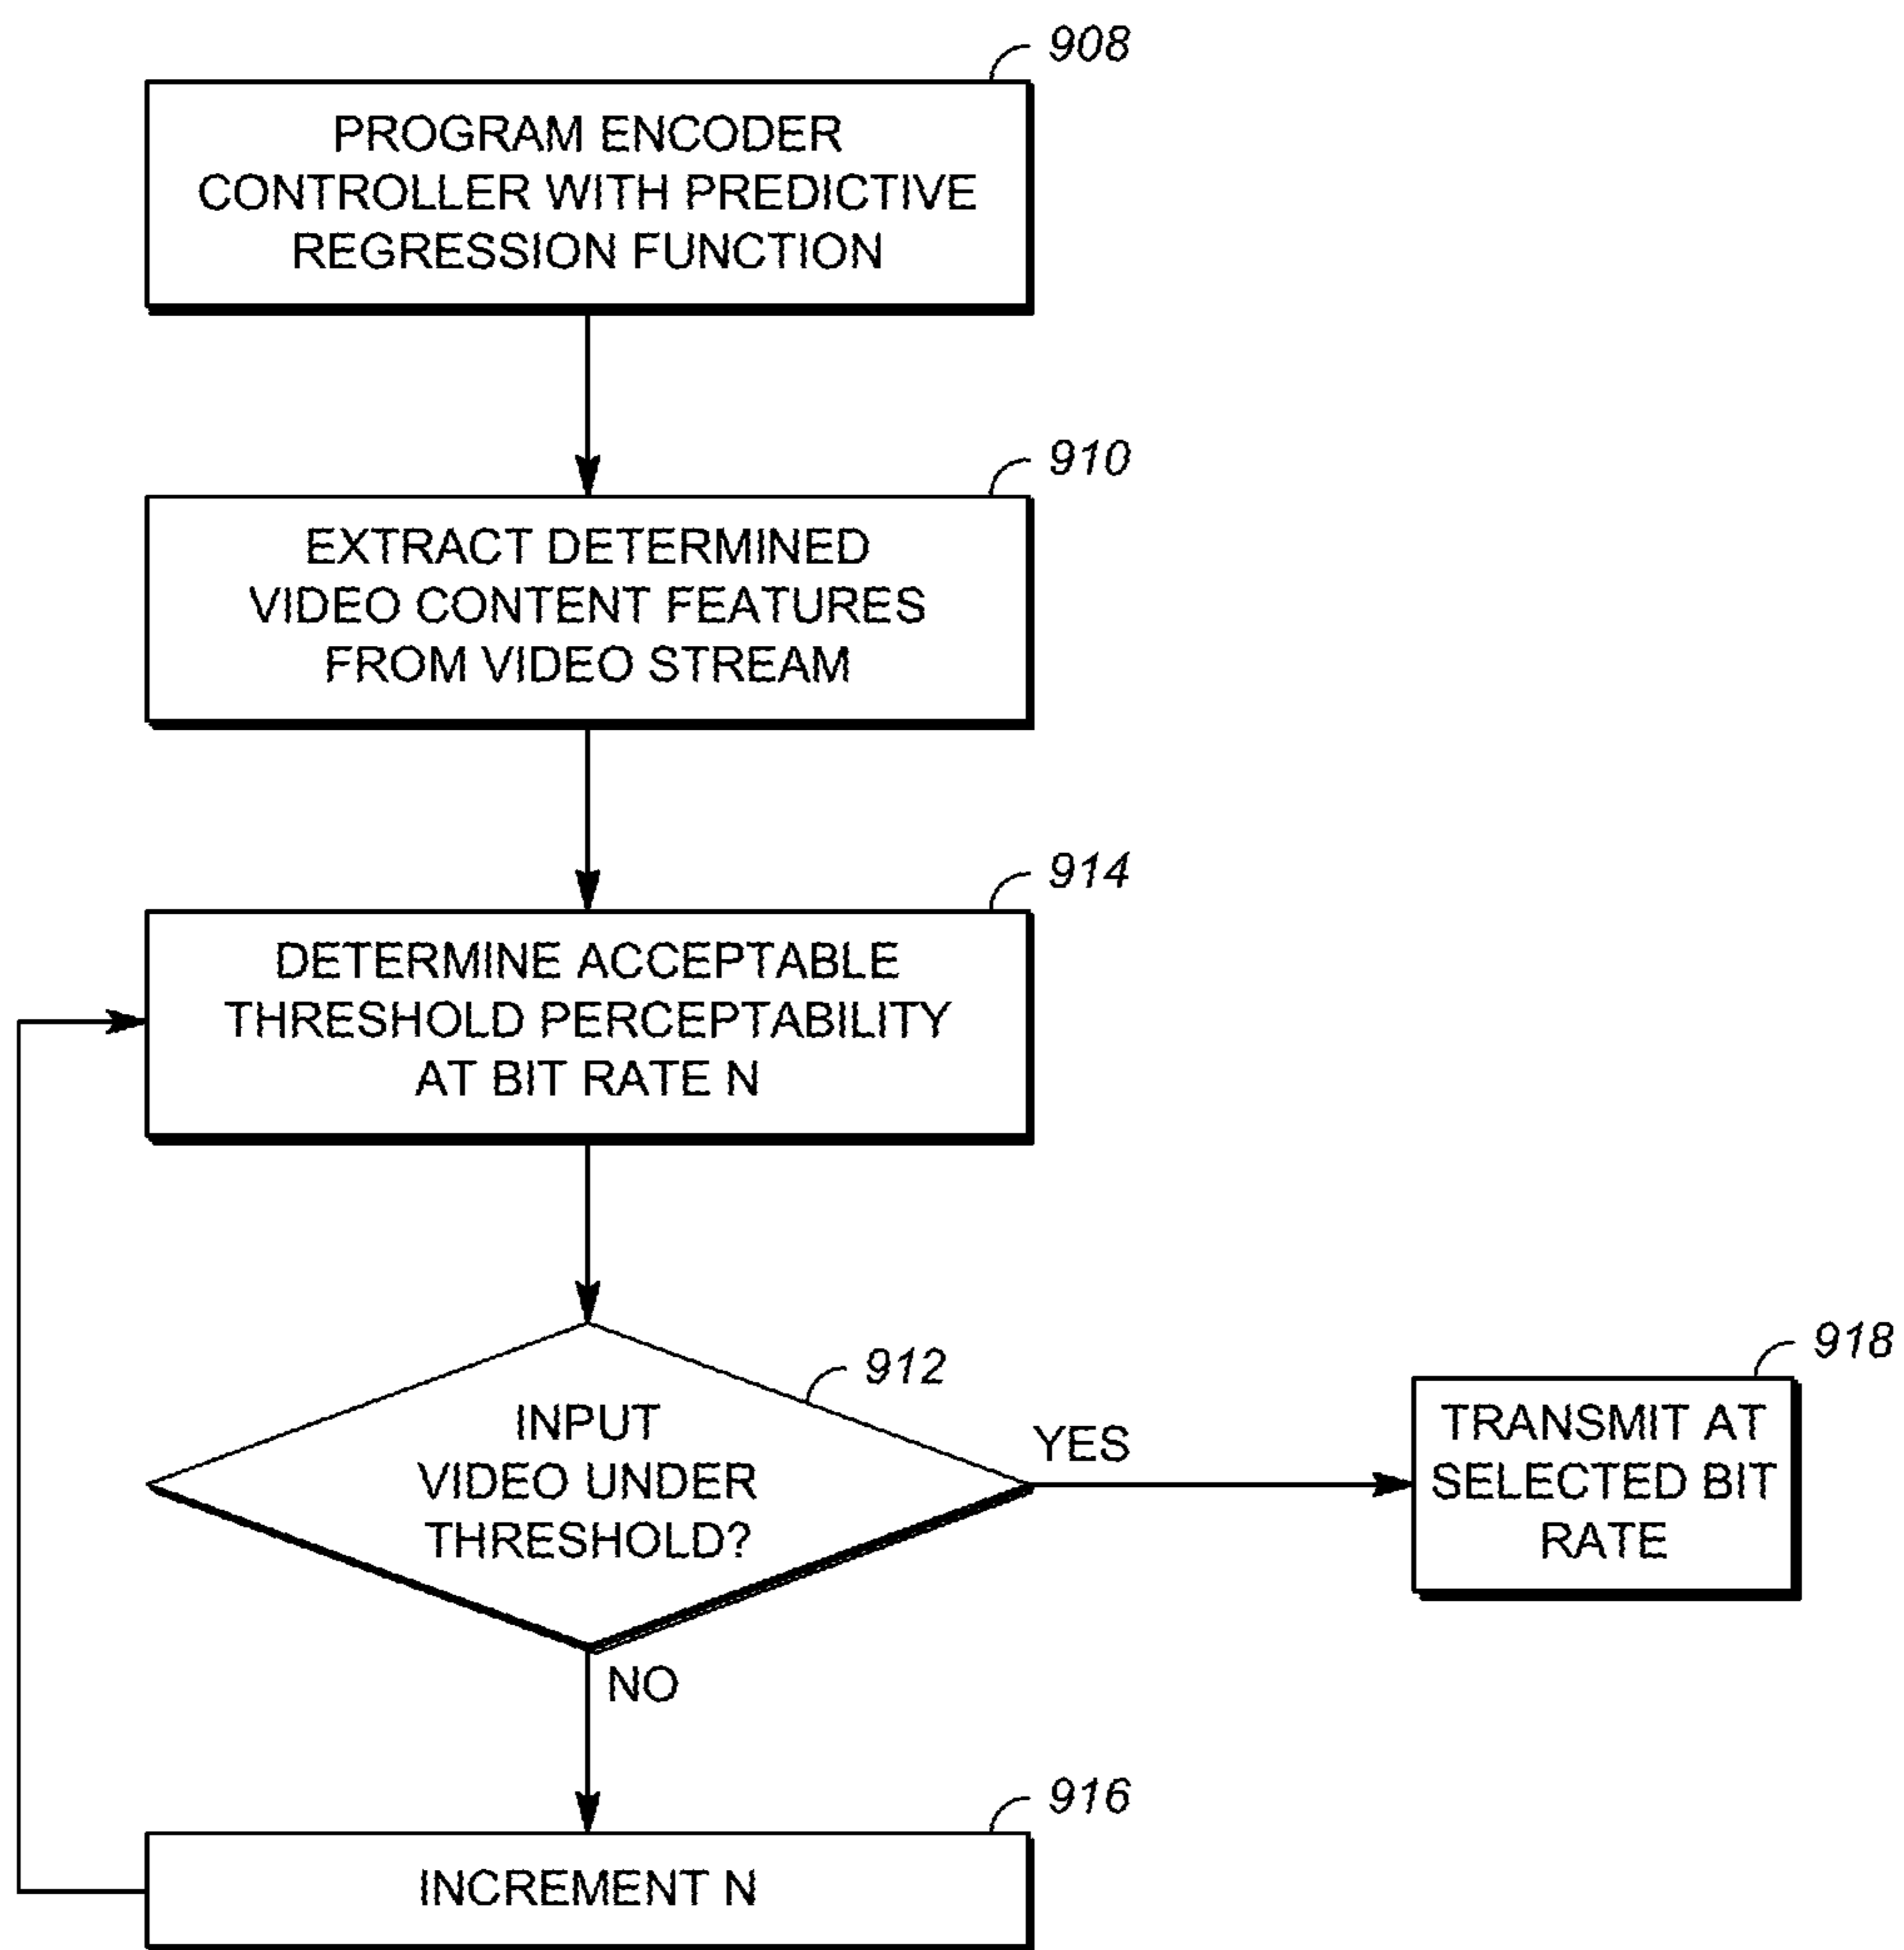 908
PROGRAM ENCODER
CONTROLLER WITH PREDICTIVE
REGRESSION FUNCTION
910
EXTRACT DETERMINED
VIDEO CONTENT FEATURES
FROM VIDEO STREAM
914
DETERMINE ACCEPTABLE
THRESHOLD PERCEPTABILITY
AT BIT RATE N
912
INPUT
VIDEO UNDER
THRESHOLD?
YES
918
TRANSMIT AT
SELECTED BIT
RATE
NO
916
INCREMENT N